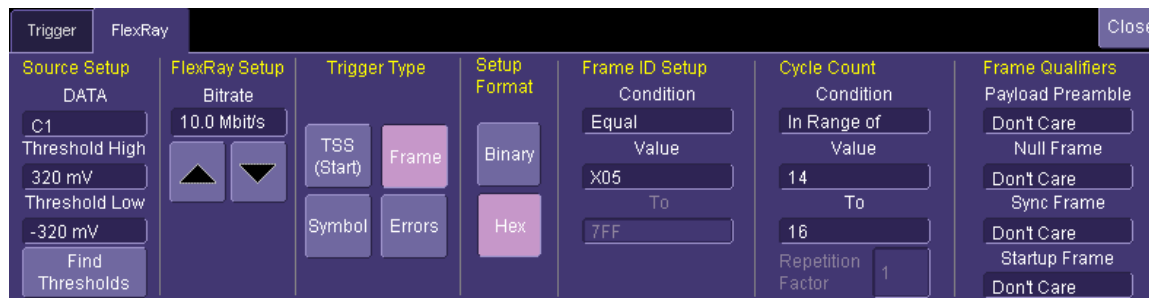 Trigger
FlexRay
Close
Source Setup
DATA
C1
Threshold High
320 mV
Threshold Low
-320 mV
Find
Thresholds
FlexRay Setup
Bitrate
10.0 Mbit/s
Trigger Type
TSS
(Start)
Frame
Symbol
Errors
Setup
Format
Binary
Hex
Frame ID Setup
Condition
Equal
Value
X05
To
7FF
Cycle Count
Condition
In Range of
Value
14
To
16
Repetition
Factor
1
Frame Qualifiers
Payload Preamble
Don't Care
Null Frame
Don't Care
Sync Frame
Don't Care
Startup Frame
Don't Care